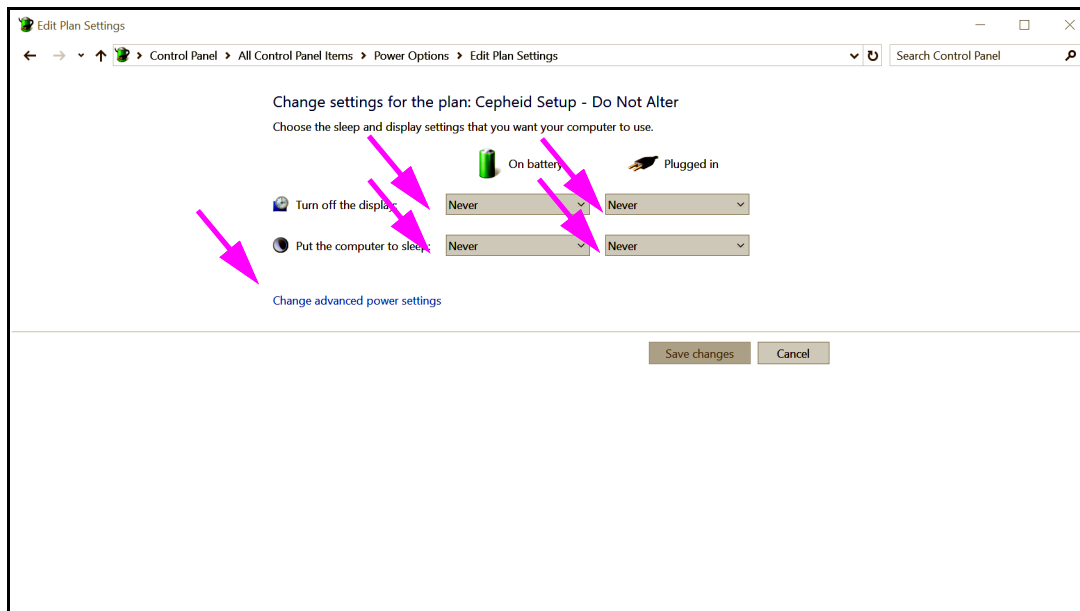 Edit Plan Settings
Control Panel > All Control Panel Items > Power Options > Edit Plan Settings
Search Control Panel
Change settings for the plan: Cepheid Setup - Do Not Alter
Choose the sleep and display settings that you want your computer to use.
On battery Plugged in
Turn off the display: Never Never
Put the computer to sleep: Never Never
Change advanced power settings
Save changes Cancel